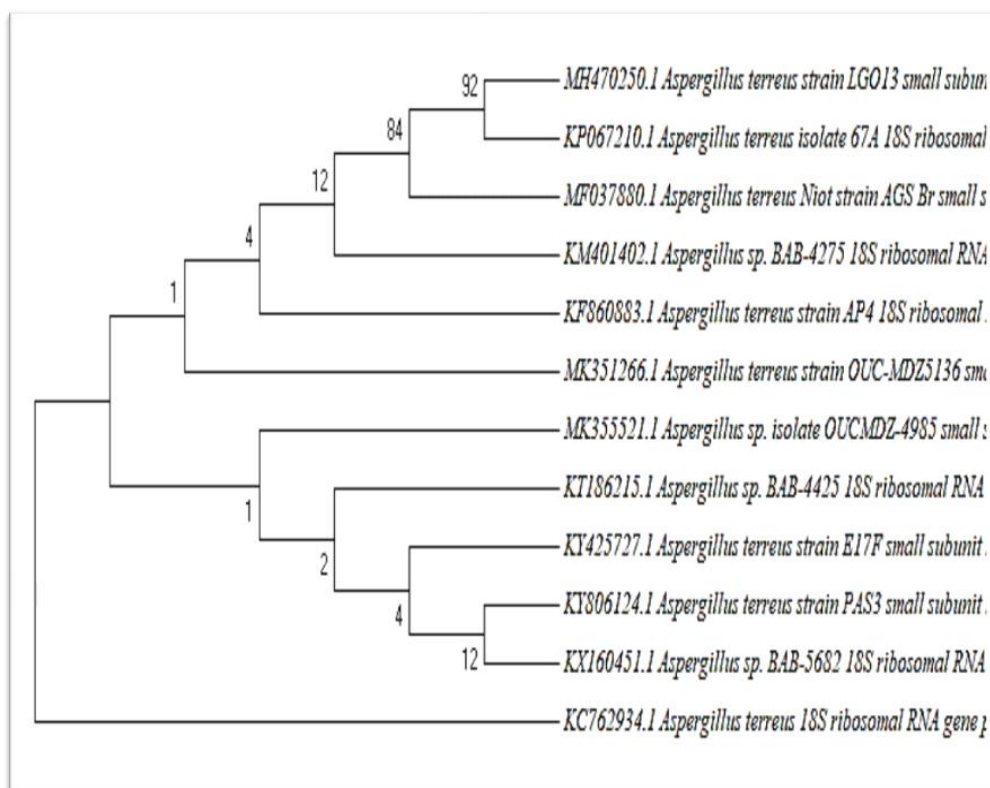 92
MH470250.1 Aspergillus terreus strain LGO13 small subun
84
KP067210.1 Aspergillus terreus isolate 67A 18S ribosomal
12
MF037880.1 Aspergillus terreus Niot strain AGS Br small s
4
KM401402.1 Aspergillus sp. BAB-4275 18S ribosomal RNA
1
KF860883.1 Aspergillus terreus strain AP4 18S ribosomal
MK351266.1 Aspergillus terreus strain OUC-MDZ5136 sma
MK355521.1 Aspergillus sp. isolate OUCMDZ-4985 small s
1
KT186215.1 Aspergillus sp. BAB-4425 18S ribosomal RNA
2
KY425727.1 Aspergillus terreus strain E17F small subunit
4
KY806124.1 Aspergillus terreus strain PAS3 small subunit
12
KX160451.1 Aspergillus sp. BAB-5682 18S ribosomal RNA
KC762934.1 Aspergillus terreus 18S ribosomal RNA gene p